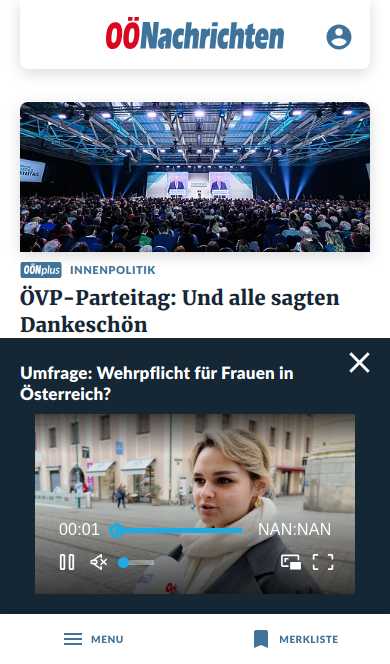 OÖNachrichten
OÖNplus INNENPOLITIK
ÖVP-Parteitag: Und alle sagten
Dankeschön
Umfrage: Wehrpflicht für Frauen in
Österreich?
00:01 NAN:NAN
MENU MERKLISTE